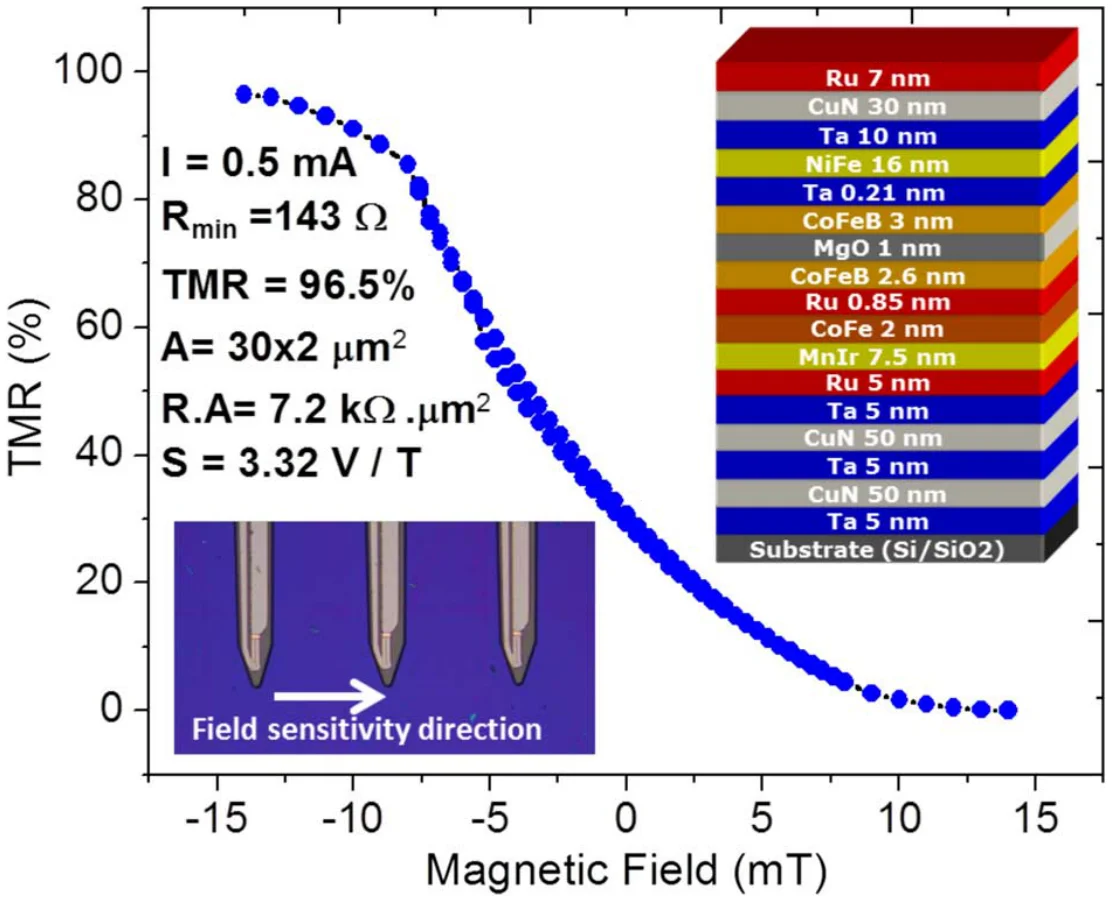 TMR (%)
100
80
60
40
20
0
I = 0.5 mA
Rmin =143 Ω
TMR = 96.5%
A= 30x2 μm²
R.A= 7.2 kΩ .μm²
S = 3.32 V / T
Field sensitivity direction
Ru 7 nm
CuN 30 nm
Ta 10 nm
NiFe 16 nm
Ta 0.21 nm
CoFeB 3 nm
MgO 1 nm
CoFeB 2.6 nm
Ru 0.85 nm
CoFe 2 nm
MnIr 7.5 nm
Ru 5 nm
Ta 5 nm
CuN 50 nm
Ta 5 nm
CuN 50 nm
Ta 5 nm
Substrate (Si/SiO2)
-15 -10 -5 0 5 10 15
Magnetic Field (mT)